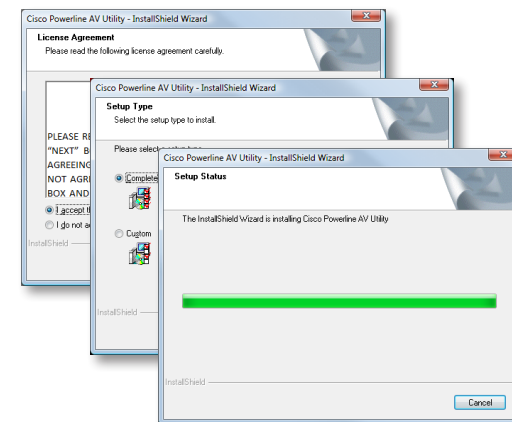 Cisco Powerline AV Utility - InstallShield Wizard
License Agreement
Please read the following license agreement carefully.
PLEASE RE
"NEXT" B
AGREEING
NOT AGRE
BOX AND
I accept th
I do not a
InstallShield
Cisco Powerline AV Utility - InstallShield Wizard
Setup Type
Select the setup type to install.
Please select
Complete
Custom
InstallShield
Cisco Powerline AV Utility - InstallShield Wizard
Setup Status
The InstallShield Wizard is installing Cisco Powerline AV Utility
InstallShield
Cancel